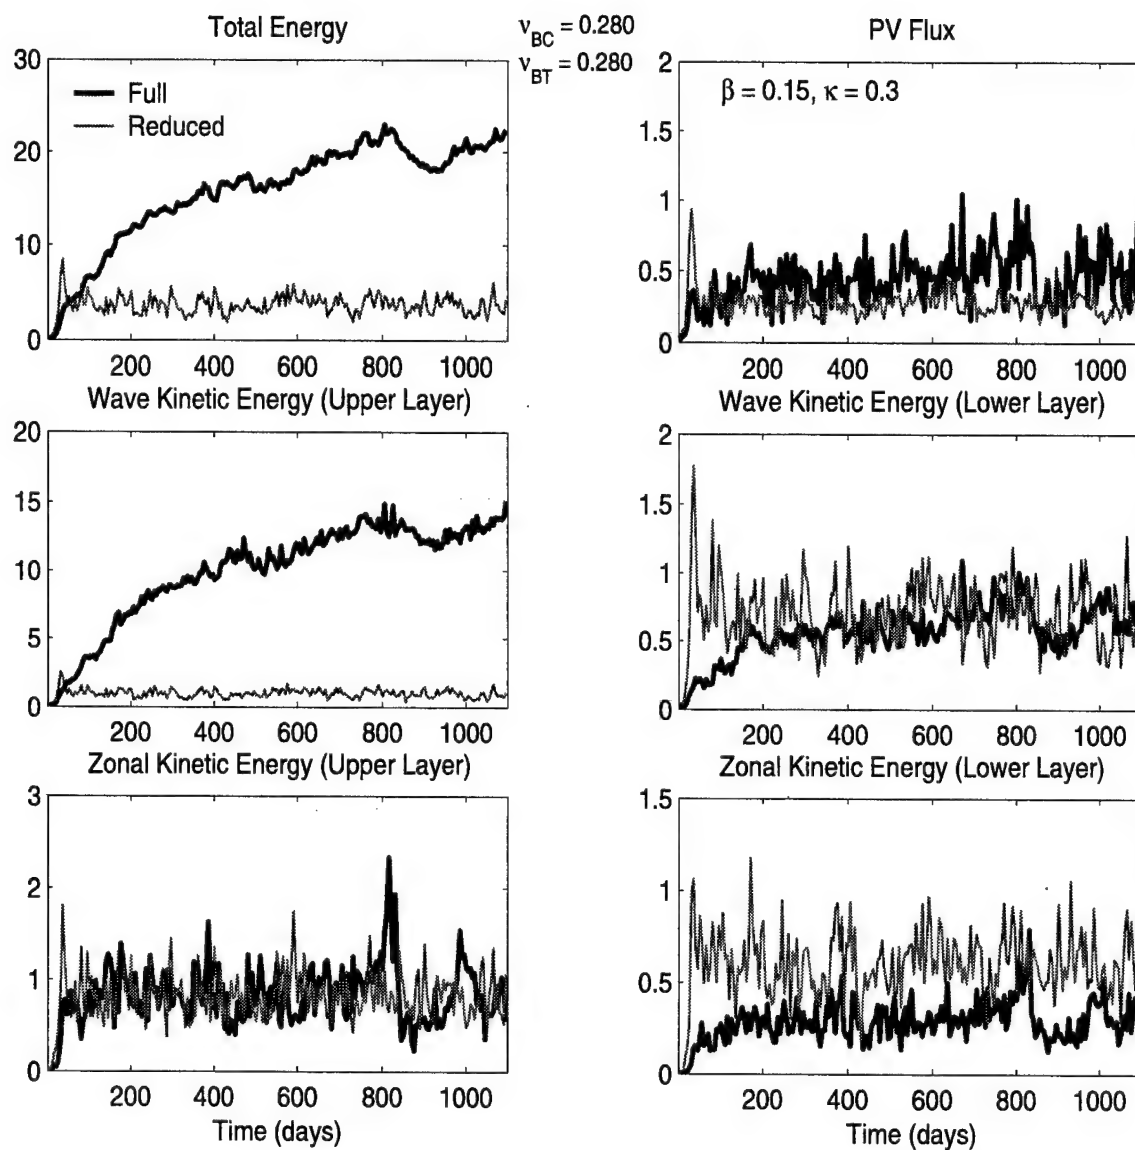 Total Energy
ν_BC = 0.280
ν_BT = 0.280
PV Flux
30
20
10
0
Full
Reduced
200 400 600 800 1000
2
1.5
1
0.5
0
β = 0.15, κ = 0.3
200 400 600 800 1000
Wave Kinetic Energy (Upper Layer)
20
15
10
5
0
200 400 600 800 1000
Wave Kinetic Energy (Lower Layer)
2
1.5
1
0.5
0
200 400 600 800 1000
Zonal Kinetic Energy (Upper Layer)
3
2
1
0
200 400 600 800 1000
Time (days)
Zonal Kinetic Energy (Lower Layer)
1.5
1
0.5
0
200 400 600 800 1000
Time (days)